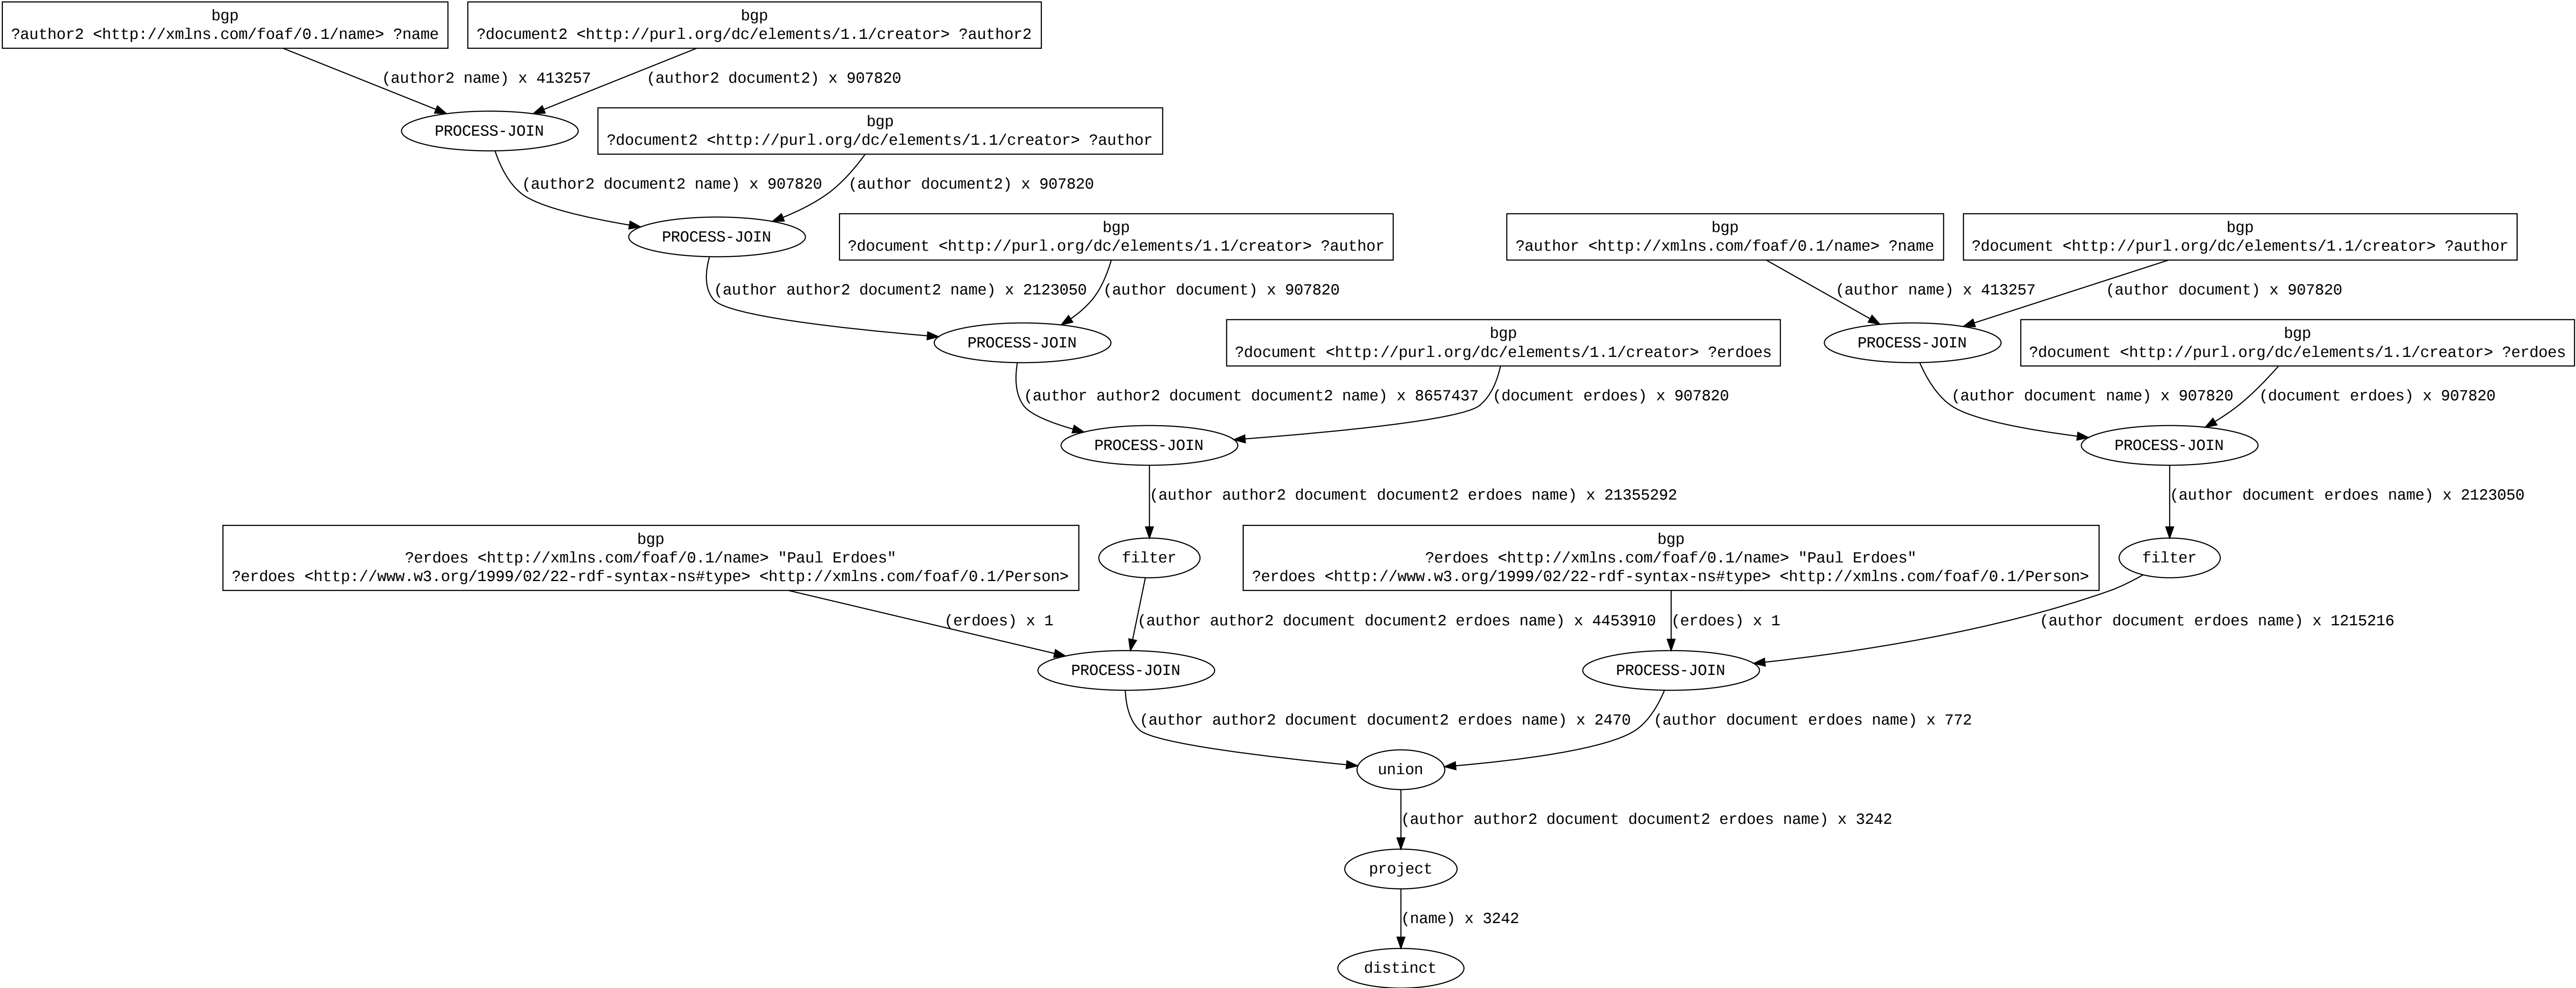 bgp
?author2 <http://xmlns.com/foaf/0.1/name> ?name
bgp
?document2 <http://purl.org/dc/elements/1.1/creator> ?author2
(author2 name) x 413257
(author2 document2) x 907820
PROCESS-JOIN
bgp
?document2 <http://purl.org/dc/elements/1.1/creator> ?author
(author2 document2 name) x 907820
(author document2) x 907820
PROCESS-JOIN
bgp
?document <http://purl.org/dc/elements/1.1/creator> ?author
bgp
?author <http://xmlns.com/foaf/0.1/name> ?name
bgp
?document <http://purl.org/dc/elements/1.1/creator> ?author
(author author2 document2 name) x 2123050
(author document) x 907820
(author name) x 413257
(author document) x 907820
PROCESS-JOIN
bgp
?document <http://purl.org/dc/elements/1.1/creator> ?erdoes
PROCESS-JOIN
bgp
?document <http://purl.org/dc/elements/1.1/creator> ?erdoes
(author author2 document document2 name) x 8657437
(document erdoes) x 907820
(author document name) x 907820
(document erdoes) x 907820
PROCESS-JOIN
PROCESS-JOIN
(author author2 document document2 erdoes name) x 21355292
(author document erdoes name) x 2123050
bgp
?erdoes <http://xmlns.com/foaf/0.1/name> "Paul Erdoes"
?erdoes <http://www.w3.org/1999/02/22-rdf-syntax-ns#type> <http://xmlns.com/foaf/0.1/Person>
filter
bgp
?erdoes <http://xmlns.com/foaf/0.1/name> "Paul Erdoes"
?erdoes <http://www.w3.org/1999/02/22-rdf-syntax-ns#type> <http://xmlns.com/foaf/0.1/Person>
filter
(erdoes) x 1
(author author2 document document2 erdoes name) x 4453910
(erdoes) x 1
(author document erdoes name) x 1215216
PROCESS-JOIN
PROCESS-JOIN
(author author2 document document2 erdoes name) x 2470
(author document erdoes name) x 772
union
(author author2 document document2 erdoes name) x 3242
project
(name) x 3242
distinct